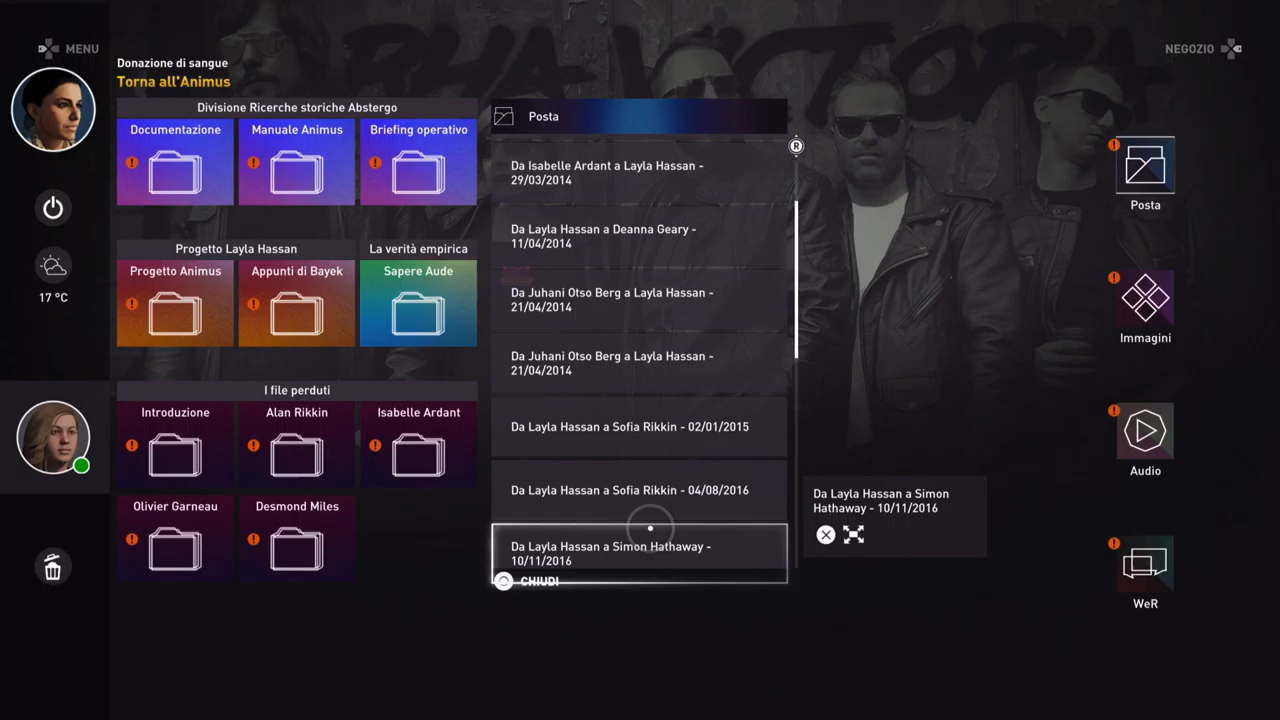 MENU
NEGOZIO
Donazione di sangue
Torna all'Animus
Divisione Ricerche storiche Abstergo
Documentazione
Manuale Animus
Briefing operativo
Progetto Layla Hassan
La verità empirica
Progetto Animus
Appunti di Bayek
Sapere Aude
I file perduti
Introduzione
Alan Rikkin
Isabelle Ardant
Olivier Garneau
Desmond Miles
17 °C
Posta
R
Da Isabelle Ardant a Layla Hassan -
29/03/2014
Da Layla Hassan a Deanna Geary -
11/04/2014
Da Juhani Otso Berg a Layla Hassan -
21/04/2014
Da Juhani Otso Berg a Layla Hassan -
21/04/2014
Da Layla Hassan a Sofia Rikkin - 02/01/2015
Da Layla Hassan a Sofia Rikkin - 04/08/2016
Da Layla Hassan a Simon Hathaway -
10/11/2016
CHIUDI
Da Layla Hassan a Simon
Hathaway - 10/11/2016
Posta
Immagini
Audio
WeR